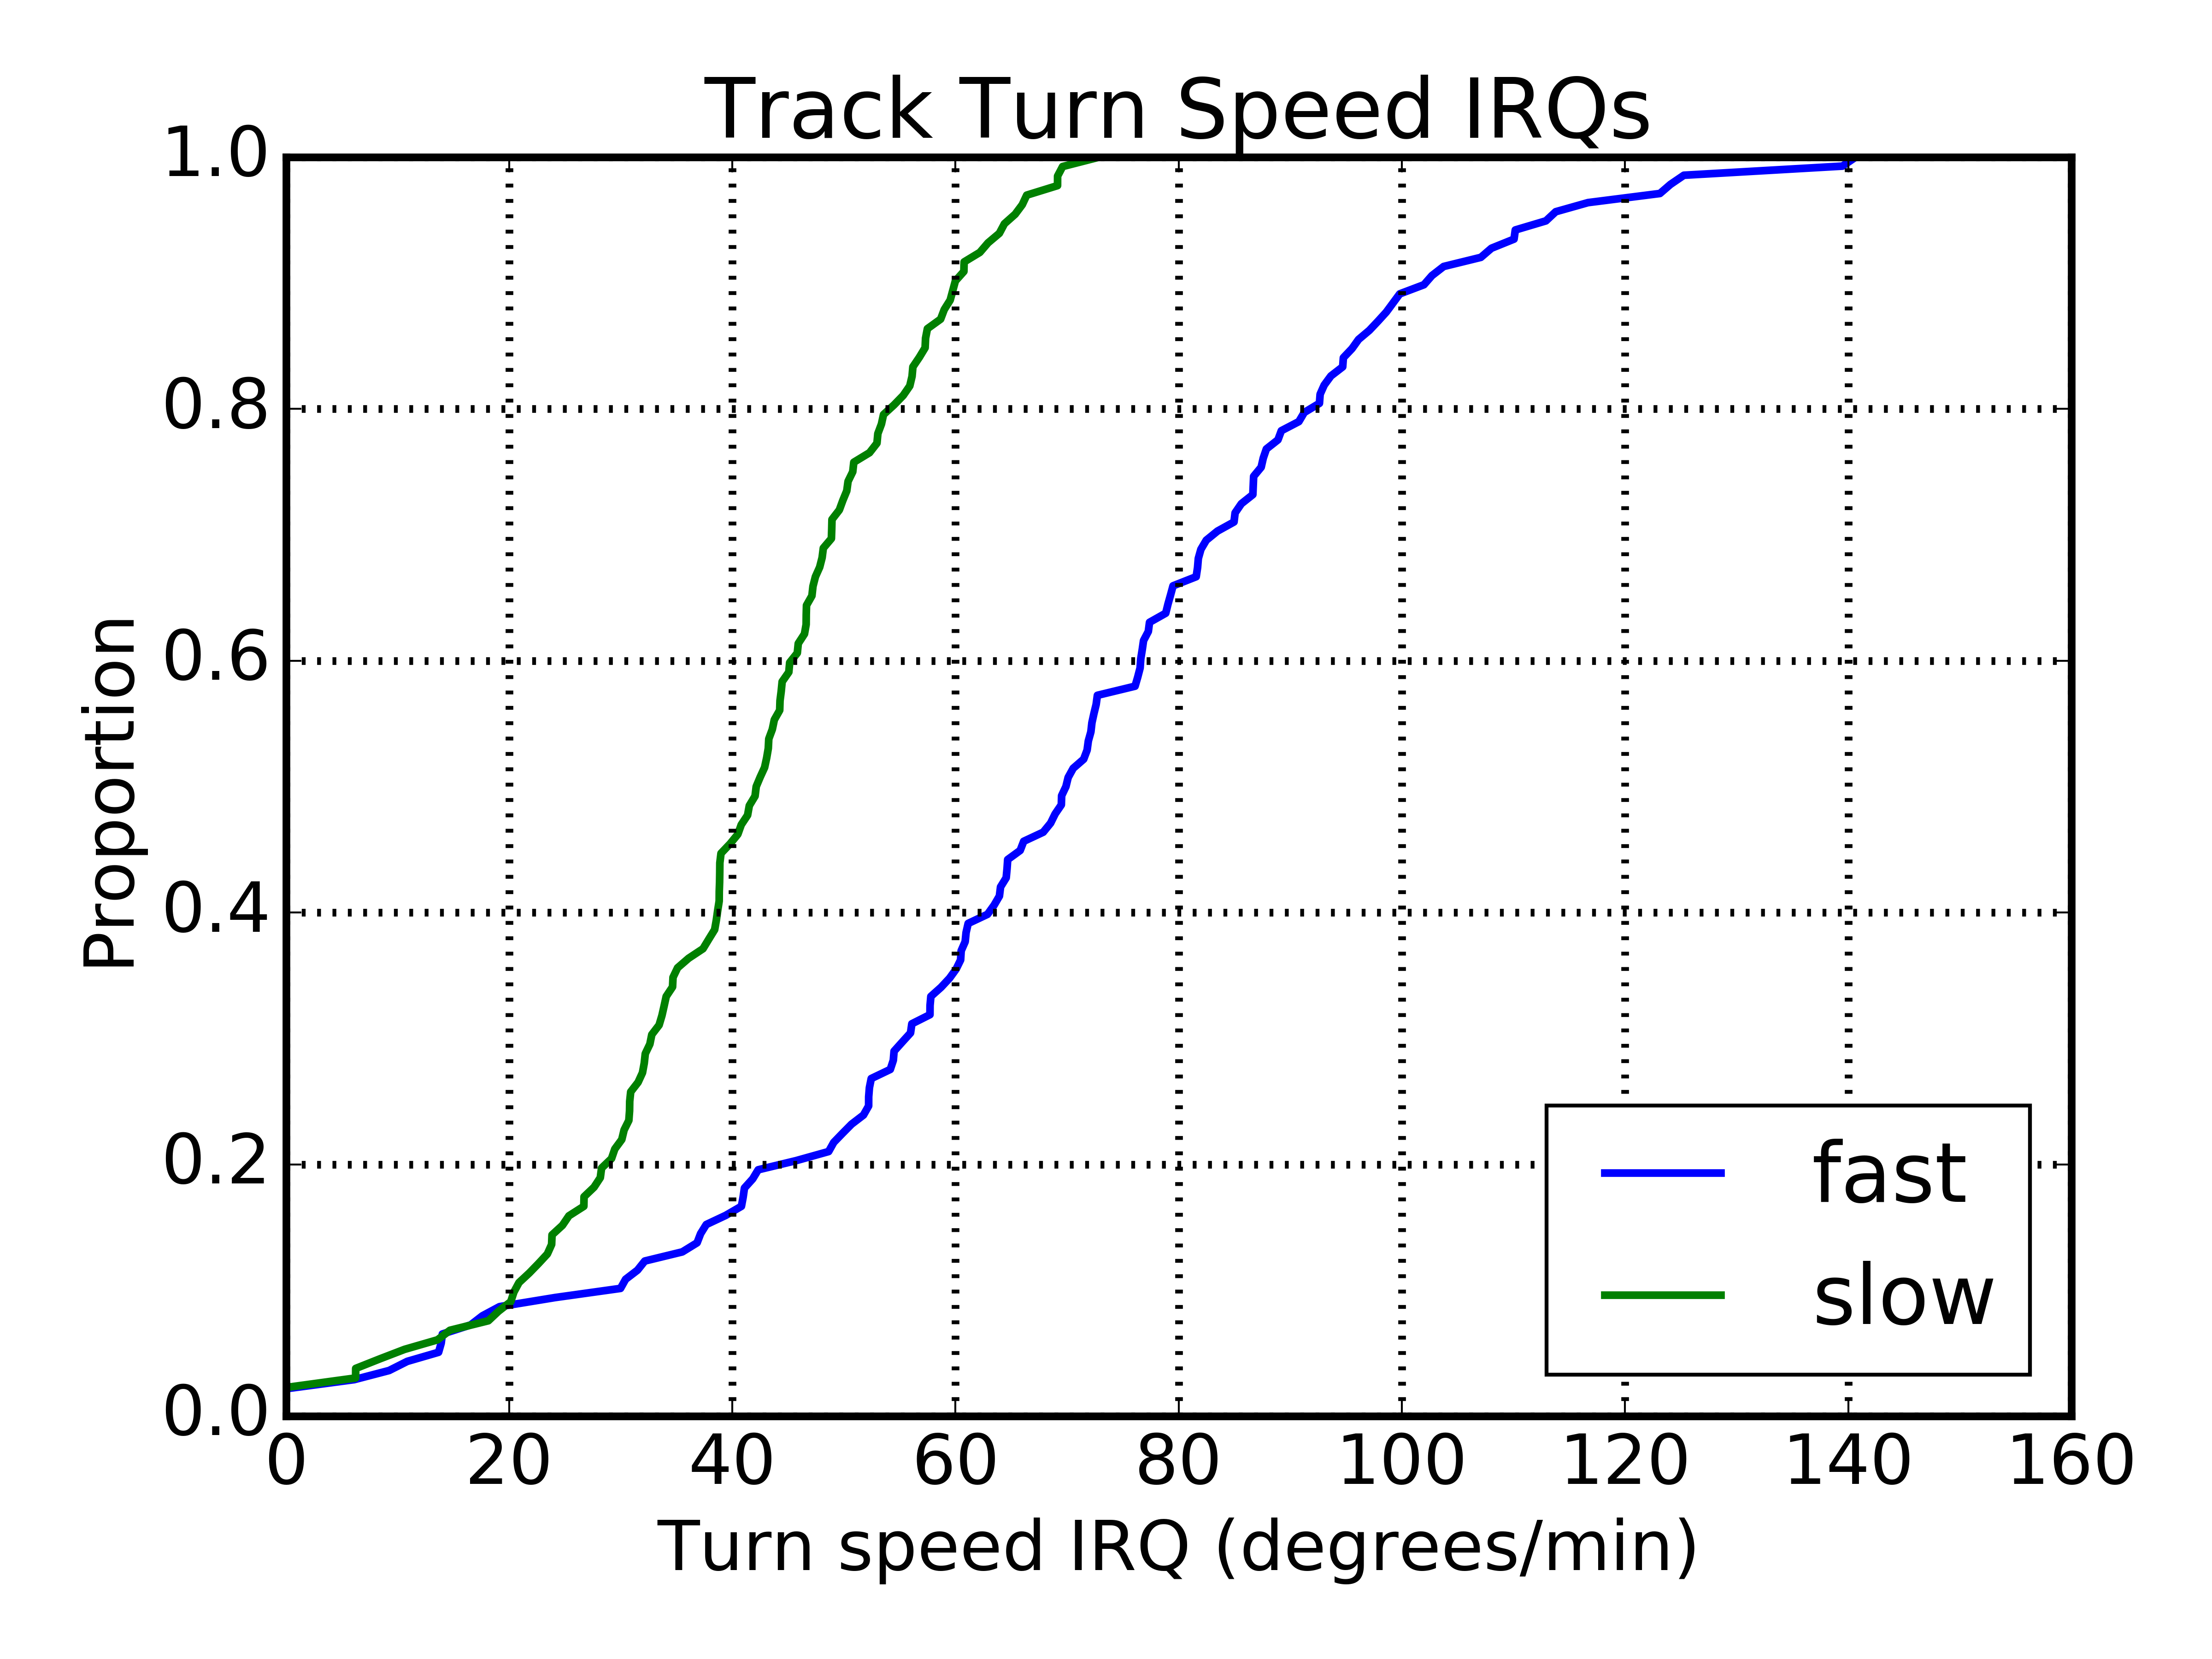 Track Turn Speed IRQs
1.0
0.8
0.6
0.4
0.2
0.0
Proportion
0 20 40 60 80 100 120 140 160
Turn speed IRQ (degrees/min)
fast
slow